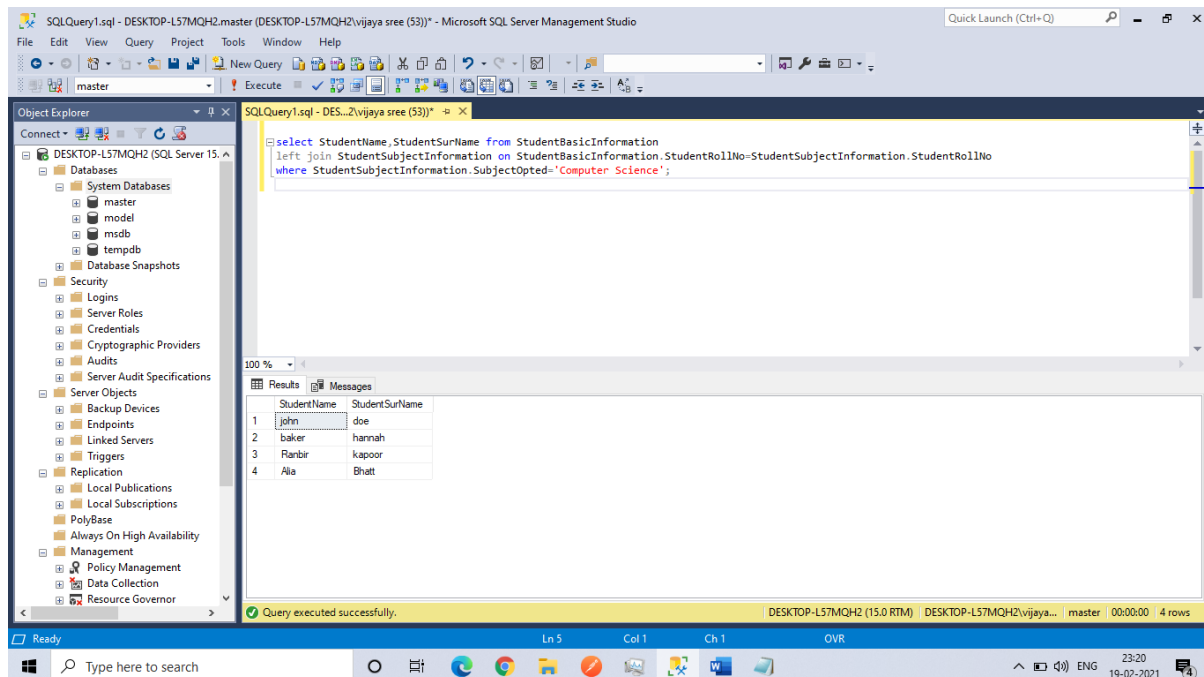 SQLQuery1.sql - DESKTOP-L57MQH2.master (DESKTOP-L57MQH2\vijaya sree (53))* - Microsoft SQL Server Management Studio
Quick Launch (Ctrl+Q)
File Edit View Query Project Tools Window Help
New Query
master Execute
Object Explorer
SQLQuery1.sql - DES...2\vijaya sree (53))*
Connect
DESKTOP-L57MQH2 (SQL Server 15.
Databases
System Databases
master
model
msdb
tempdb
Database Snapshots
Security
Logins
Server Roles
Credentials
Cryptographic Providers
Audits
Server Audit Specifications
Server Objects
Backup Devices
Endpoints
Linked Servers
Triggers
Replication
Local Publications
Local Subscriptions
PolyBase
Always On High Availability
Management
Policy Management
Data Collection
Resource Governor
select StudentName,StudentSurName from StudentBasicInformation
left join StudentSubjectInformation on StudentBasicInformation.StudentRollNo=StudentSubjectInformation.StudentRollNo
where StudentSubjectInformation.SubjectOpted='Computer Science';
100 %
Results Messages
StudentName StudentSurName
1 john doe
2 baker hannah
3 Ranbir kapoor
4 Alia Bhatt
Query executed successfully.
DESKTOP-L57MQH2 (15.0 RTM) DESKTOP-L57MQH2\vijaya... master 00:00:00 4 rows
Ready Ln 5 Col 1 Ch 1 OVR
Type here to search
ENG
23:20
19-02-2021
4